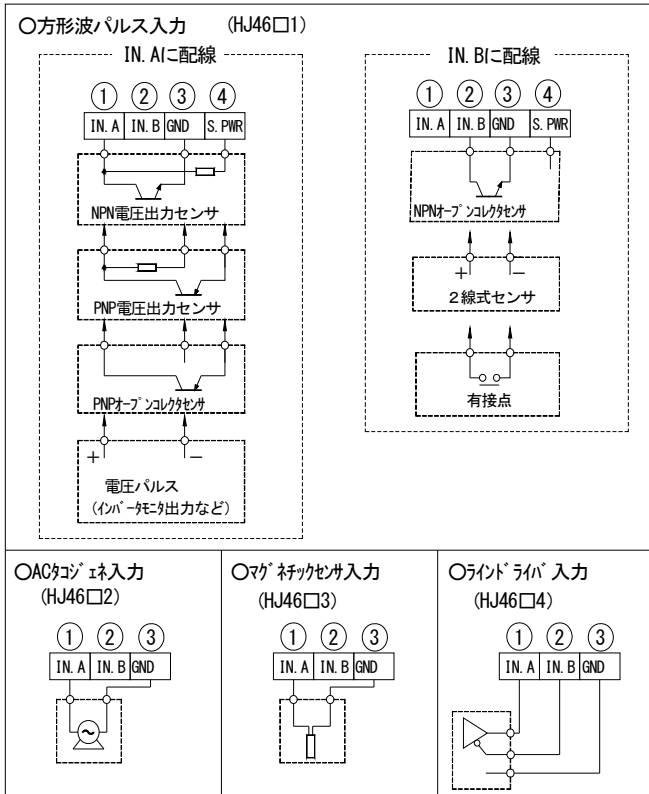 ○方形波パルス入力 (HJ46□1)
IN. Aに配線
① ② ③ ④
IN. A IN. B GND S. PWR
NPN電圧出力センサ
PNP電圧出力センサ
PNPオープンコレクタセンサ
+ −
電圧パルス
(インバータモニタ出力など)
IN. Bに配線
① ② ③ ④
IN. A IN. B GND S. PWR
NPNオープンコレクタセンサ
+ −
2線式センサ
有接点
○ACタコジェネ入力
(HJ46□2)
① ② ③
IN. A IN. B GND
~
○マグネチックセンサ入力
(HJ46□3)
① ② ③
IN. A IN. B GND
○ラインドライバ入力
(HJ46□4)
① ② ③
IN. A IN. B GND